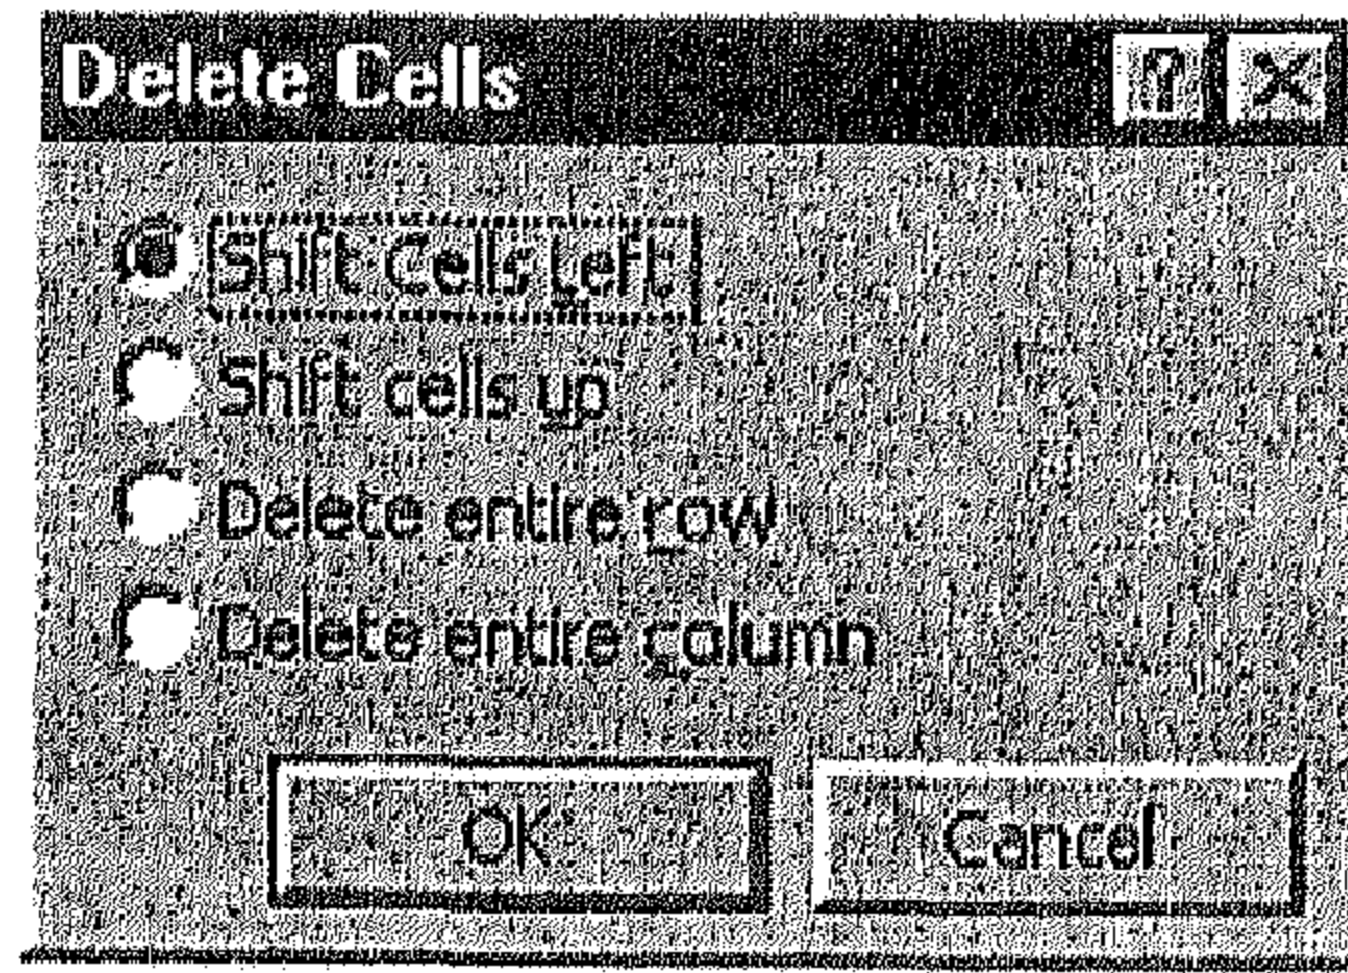 Delete Cells ? X
Shift Cells Left
Shift cells up
Delete entire row
Delete entire column
OK Cancel